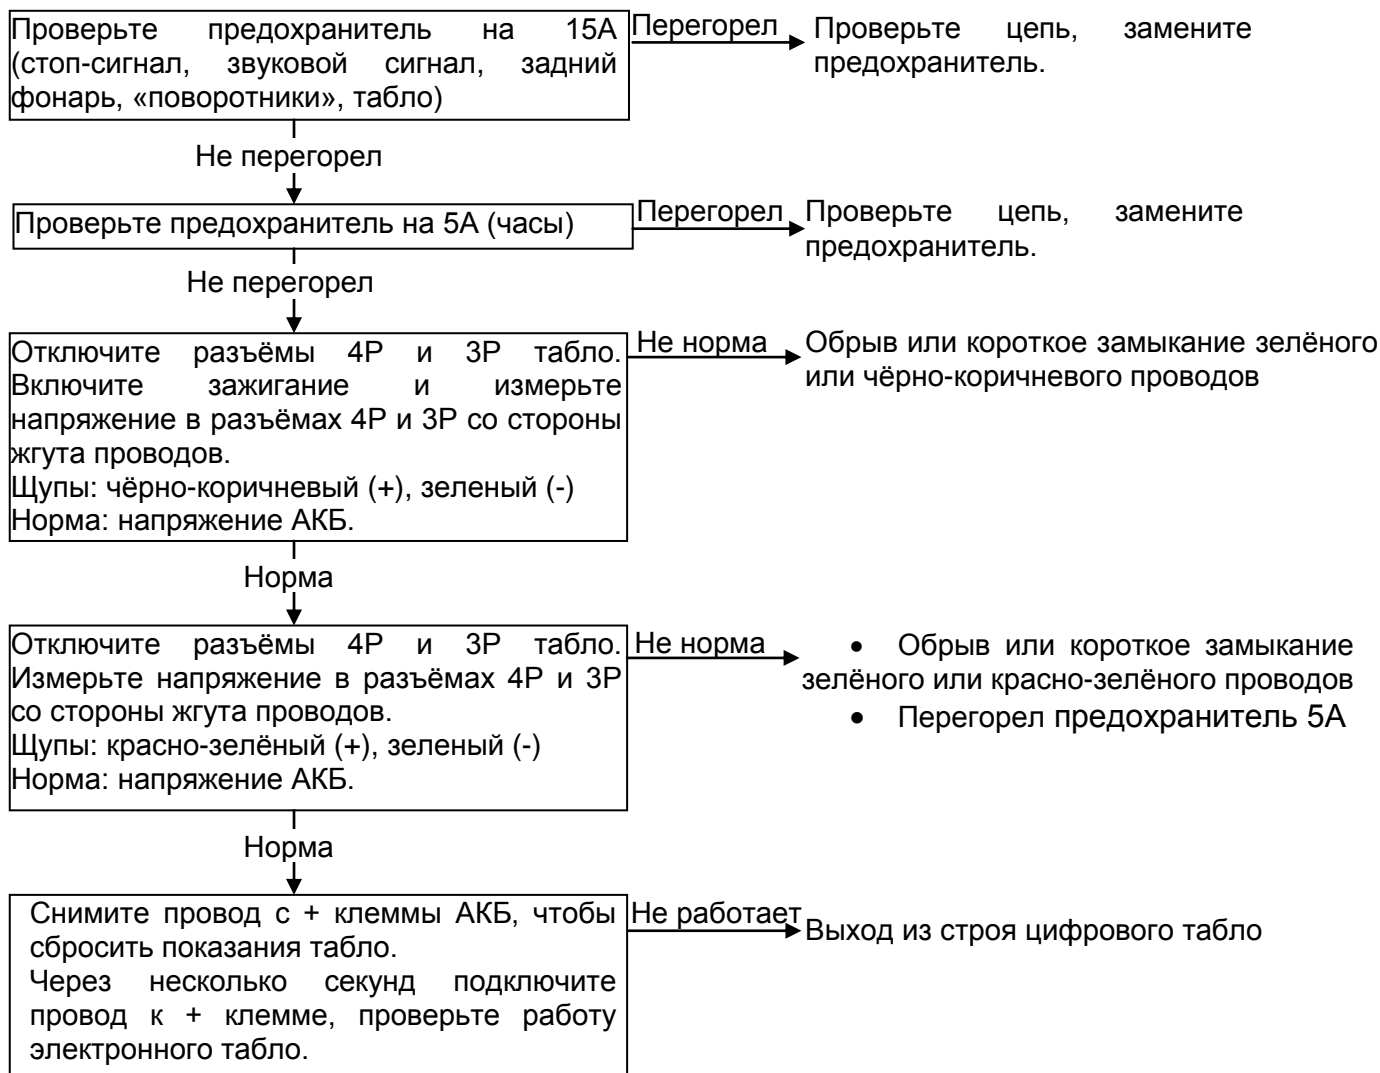 Проверьте предохранитель на 15А
(стоп-сигнал, звуковой сигнал, задний
фонарь, «поворотники», табло)
Перегорел
Проверьте цепь, замените
предохранитель.
Не перегорел
Проверьте предохранитель на 5А (часы)
Перегорел
Проверьте цепь, замените
предохранитель.
Не перегорел
Отключите разъёмы 4Р и 3Р табло.
Включите зажигание и измерьте
напряжение в разъёмах 4Р и 3Р со стороны
жгута проводов.
Щупы: чёрно-коричневый (+), зеленый (-)
Норма: напряжение АКБ.
Не норма
Обрыв или короткое замыкание зелёного
или чёрно-коричневого проводов
Норма
Отключите разъёмы 4Р и 3Р табло.
Измерьте напряжение в разъёмах 4Р и 3Р
со стороны жгута проводов.
Щупы: красно-зелёный (+), зеленый (-)
Норма: напряжение АКБ.
Не норма
• Обрыв или короткое замыкание
зелёного или красно-зелёного проводов
• Перегорел предохранитель 5А
Норма
Снимите провод с + клеммы АКБ, чтобы
сбросить показания табло.
Через несколько секунд подключите
провод к + клемме, проверьте работу
электронного табло.
Не работает
Выход из строя цифрового табло